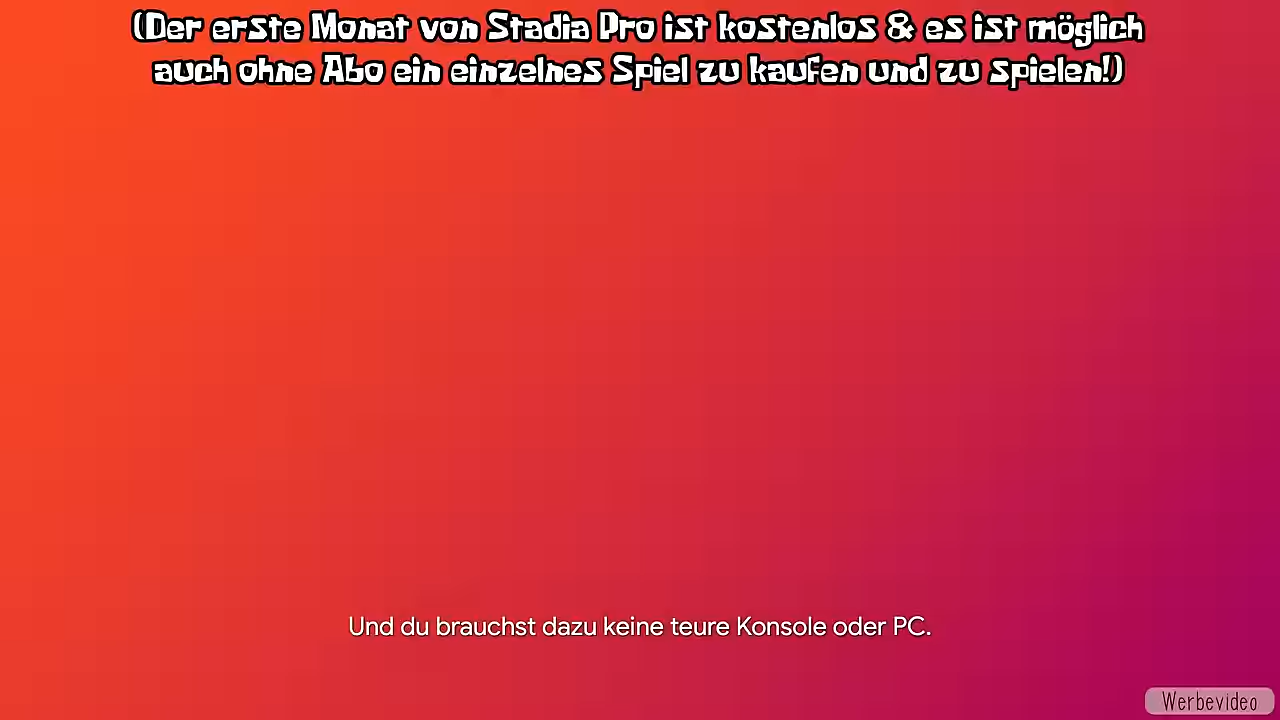 (Der erste Monat von Stadia Pro ist kostenlos & es ist möglich
auch ohne Abo ein einzelnes Spiel zu kaufen und zu spielen!)
Und du brauchst dazu keine teure Konsole oder PC.
Werbevideo